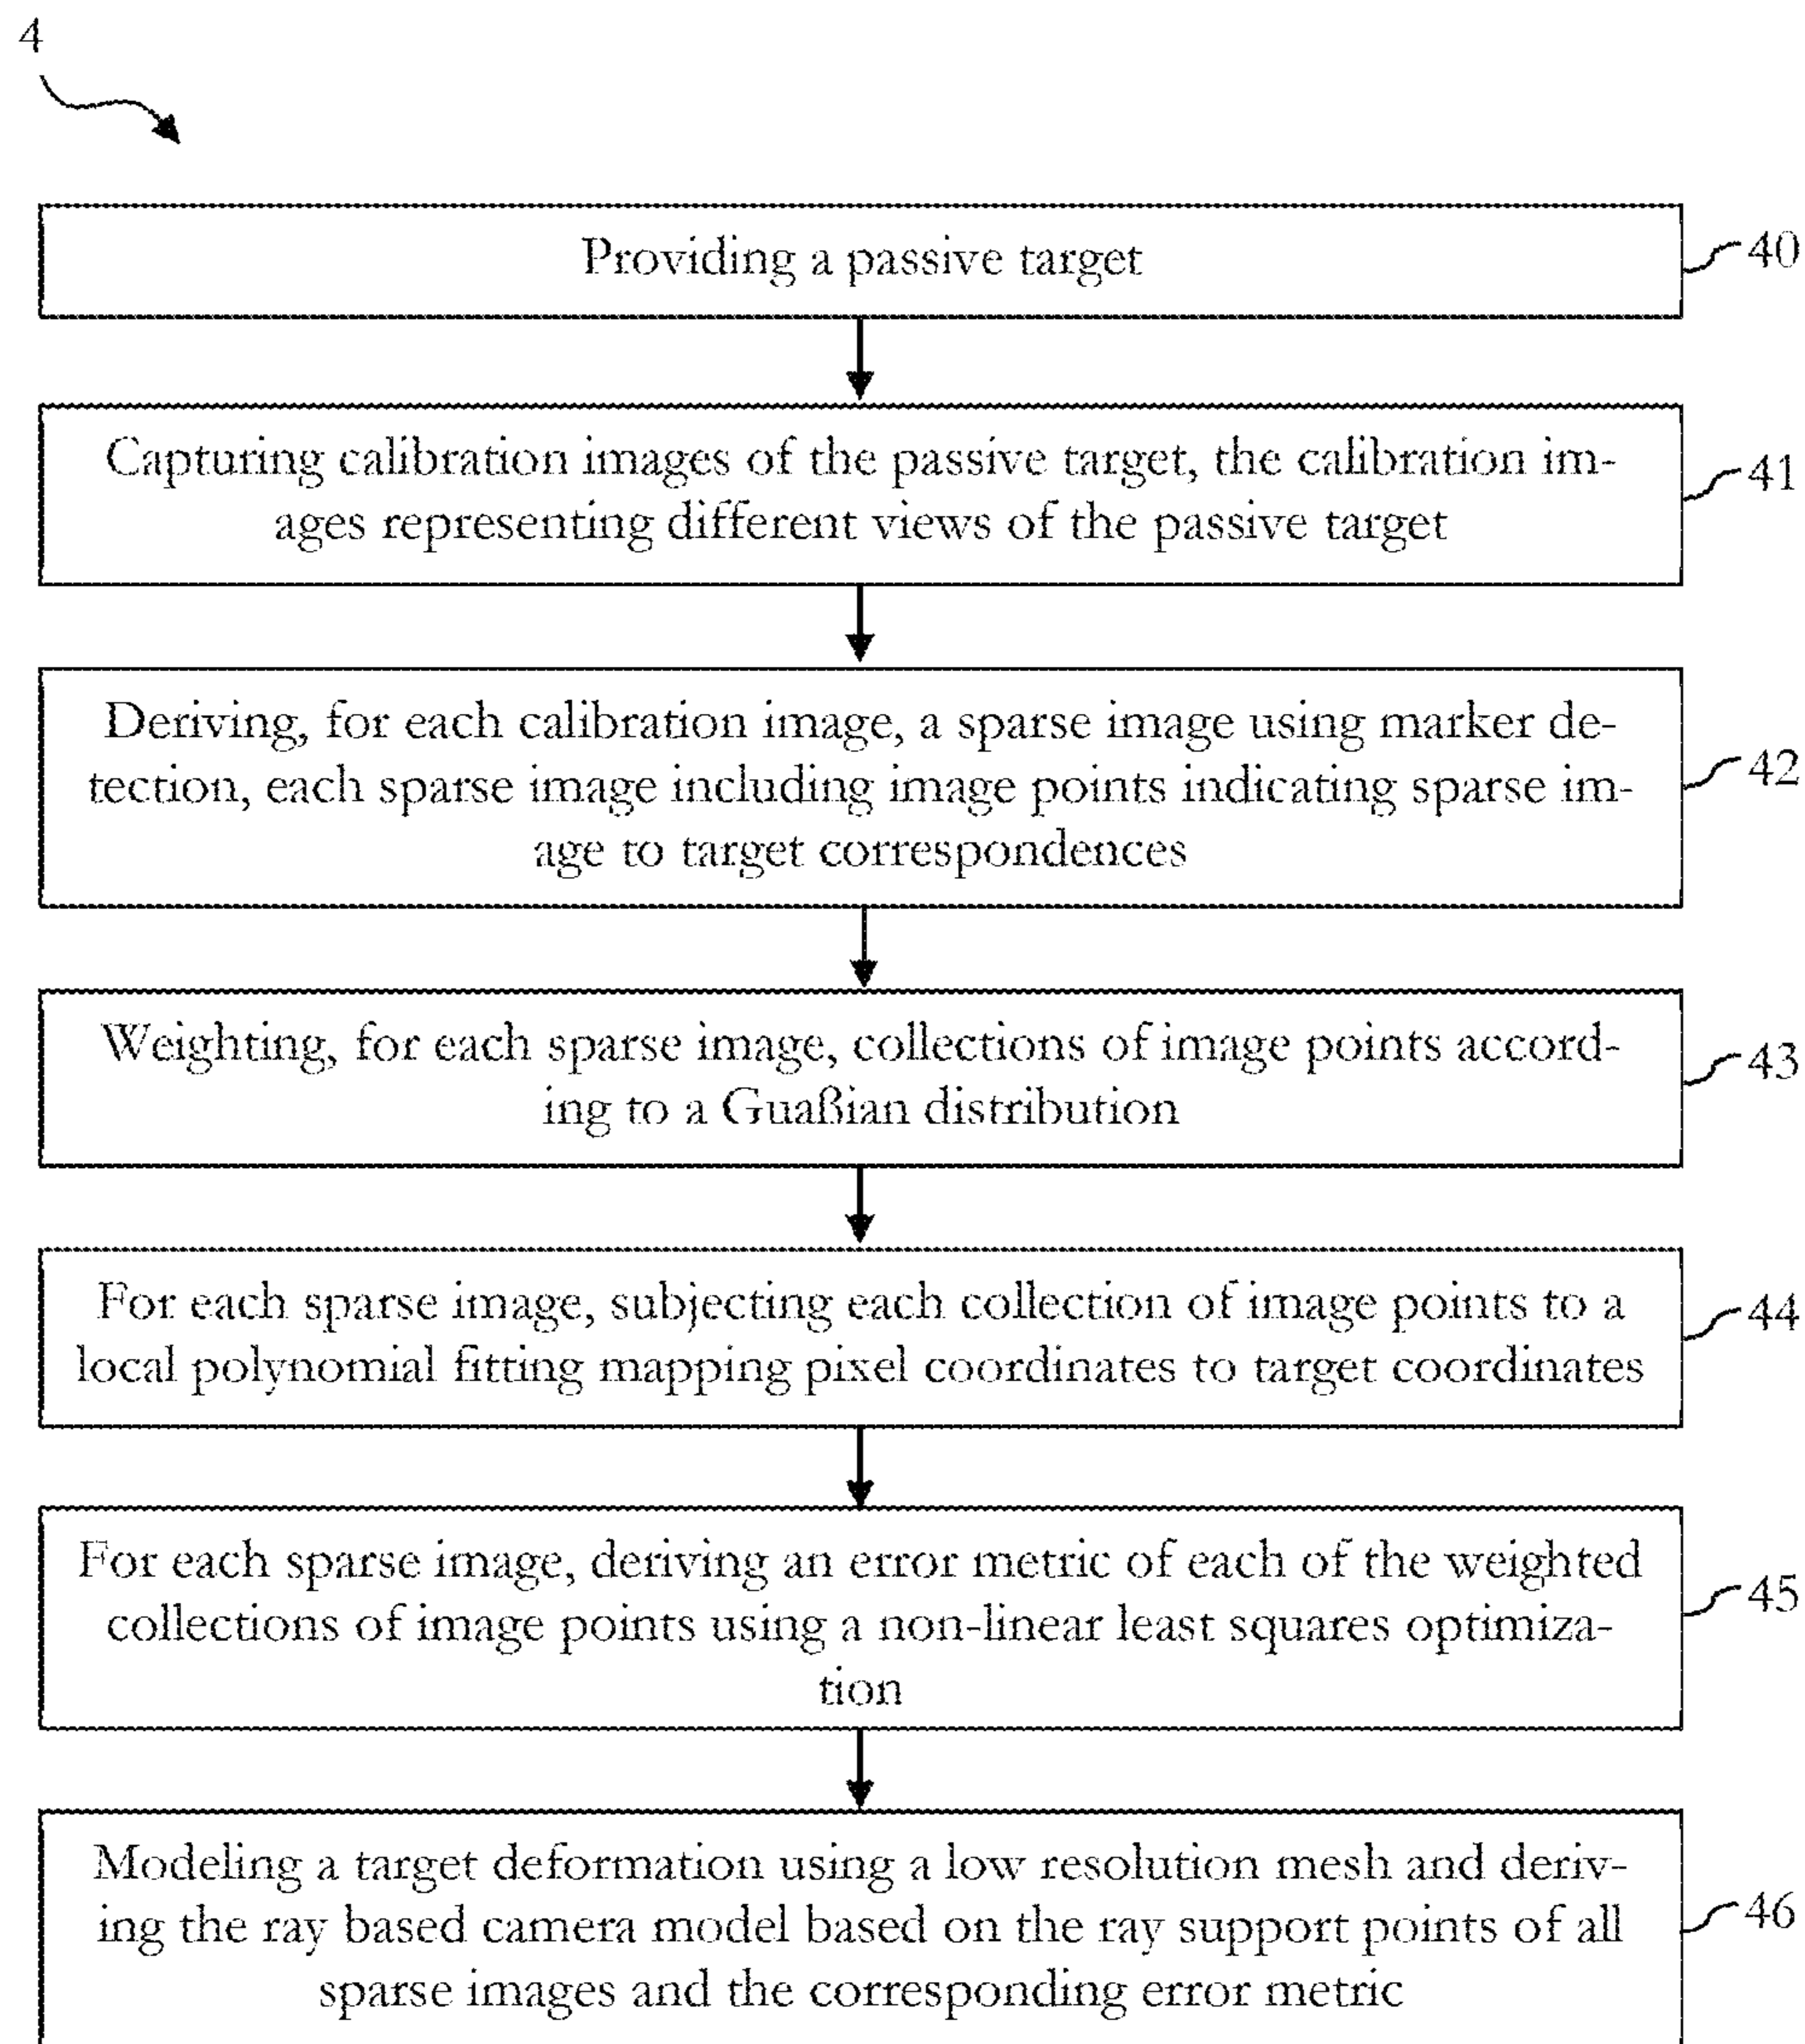 4
Providing a passive target
40
Capturing calibration images of the passive target, the calibration im-
ages representing different views of the passive target
41
Deriving, for each calibration image, a sparse image using marker de-
tection, each sparse image including image points indicating sparse im-
age to target correspondences
42
Weighting, for each sparse image, collections of image points accord-
ing to a Guaßian distribution
43
For each sparse image, subjecting each collection of image points to a
local polynomial fitting mapping pixel coordinates to target coordinates
44
For each sparse image, deriving an error metric of each of the weighted
collections of image points using a non-linear least squares optimiza-
tion
45
Modeling a target deformation using a low resolution mesh and deriv-
ing the ray based camera model based on the ray support points of all
sparse images and the corresponding error metric
46